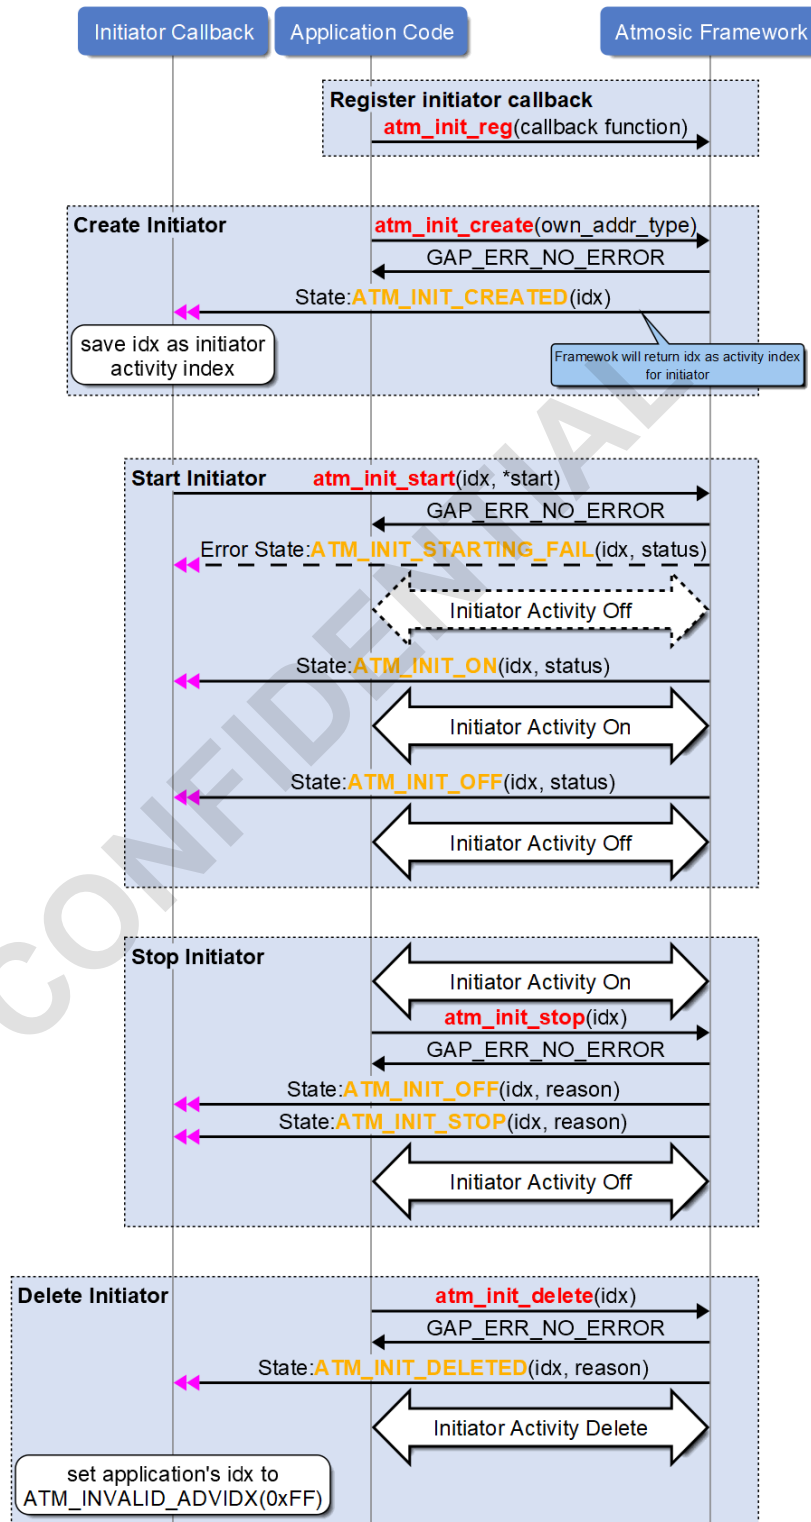 Initiator Callback
Application Code
Atmosic Framework
Register initiator callback
atm_init_reg(callback function)
Create Initiator
atm_init_create(own_addr_type)
GAP_ERR_NO_ERROR
State:ATM_INIT_CREATED(idx)
save idx as initiator
activity index
Framewok will return idx as activity index
for initiator
Start Initiator
atm_init_start(idx, *start)
GAP_ERR_NO_ERROR
Error State:ATM_INIT_STARTING_FAIL(idx, status)
Initiator Activity Off
State:ATM_INIT_ON(idx, status)
Initiator Activity On
State:ATM_INIT_OFF(idx, status)
Initiator Activity Off
Stop Initiator
Initiator Activity On
atm_init_stop(idx)
GAP_ERR_NO_ERROR
State:ATM_INIT_OFF(idx, reason)
State:ATM_INIT_STOP(idx, reason)
Initiator Activity Off
Delete Initiator
atm_init_delete(idx)
GAP_ERR_NO_ERROR
State:ATM_INIT_DELETED(idx, reason)
Initiator Activity Delete
set application's idx to
ATM_INVALID_ADVIDX(0xFF)
CONFIDENTIAL